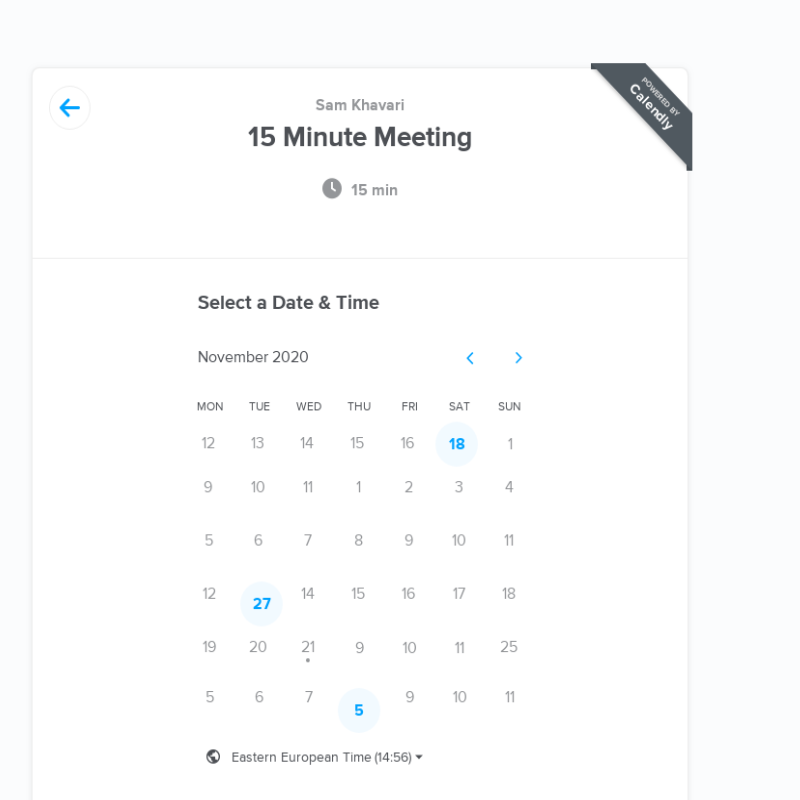 POWERED BY
Calendly
Sam Khavari
15 Minute Meeting
15 min
Select a Date & Time
November 2020
MON TUE WED THU FRI SAT SUN
12 13 14 15 16 18 1
9 10 11 1 2 3 4
5 6 7 8 9 10 11
12 27 14 15 16 17 18
19 20 21 9 10 11 25
5 6 7 5 9 10 11
Eastern European Time (14:56)